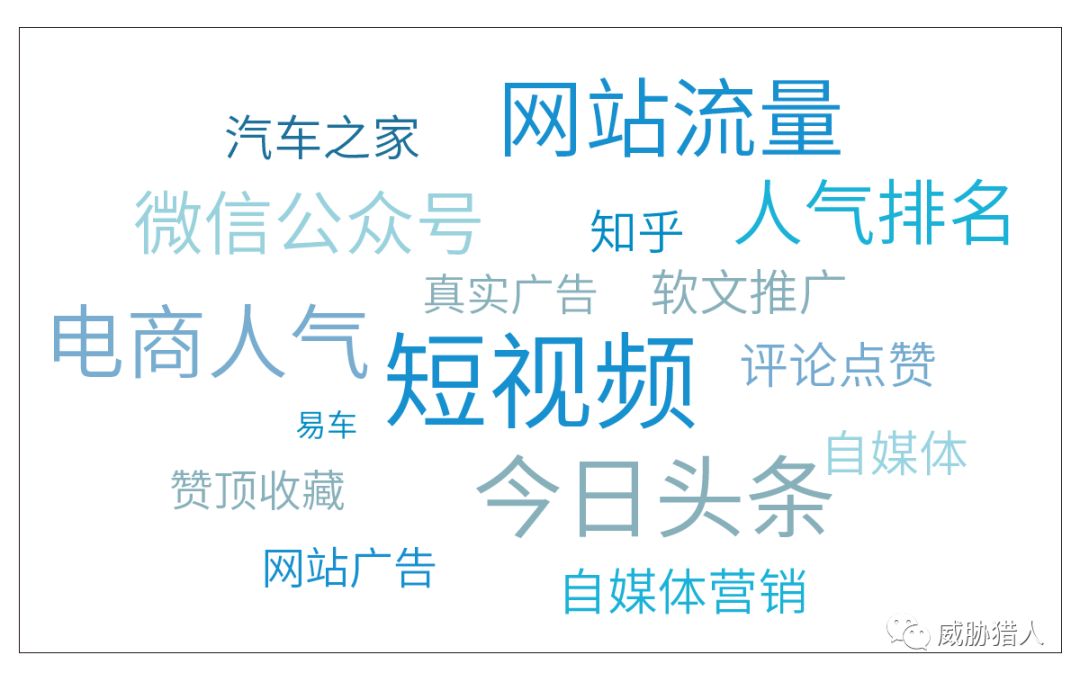 网站流量
汽车之家
人气排名
微信公众号
知乎
真实广告
软文推广
电商人气
短视频
评论点赞
易车
自媒体
赞顶收藏
今日头条
网站广告
自媒体营销
威胁猎人